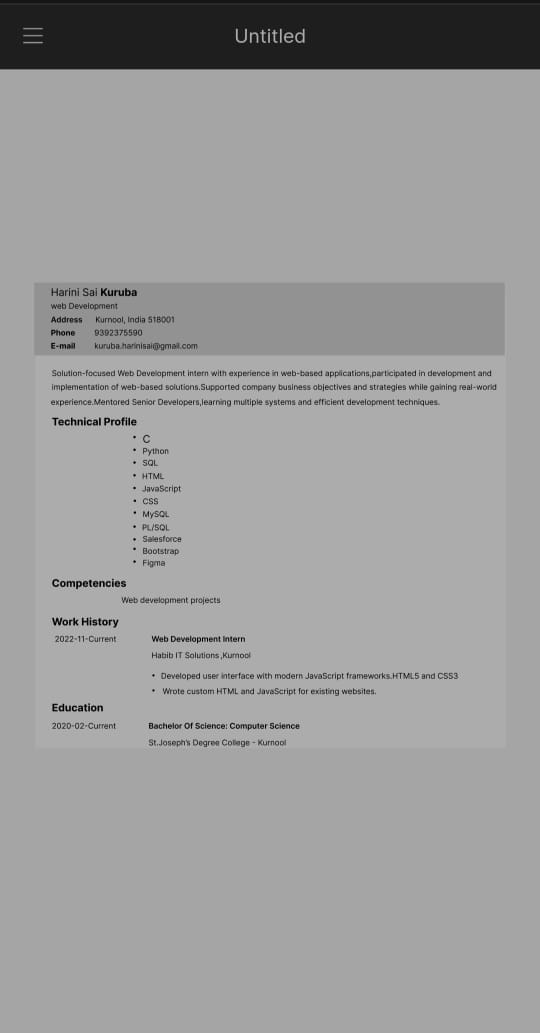 Untitled
Harini Sai Kuruba
web Development
Address Kurnool, India 518001
Phone 9392375590
E-mail kuruba.harinisai@gmail.com
Solution-focused Web Development intern with experience in web-based applications,participated in development and
implementation of web-based solutions.Supported company business objectives and strategies while gaining real-world
experience.Mentored Senior Developers,learning multiple systems and efficient development techniques.
Technical Profile
• C
• Python
• SQL
• HTML
• JavaScript
• CSS
• MySQL
• PL/SQL
• Salesforce
• Bootstrap
• Figma
Competencies
Web development projects
Work History
2022-11-Current Web Development Intern
Habib IT Solutions ,Kurnool
• Developed user interface with modern JavaScript frameworks.HTML5 and CSS3
• Wrote custom HTML and JavaScript for existing websites.
Education
2020-02-Current Bachelor Of Science: Computer Science
St.Joseph's Degree College - Kurnool